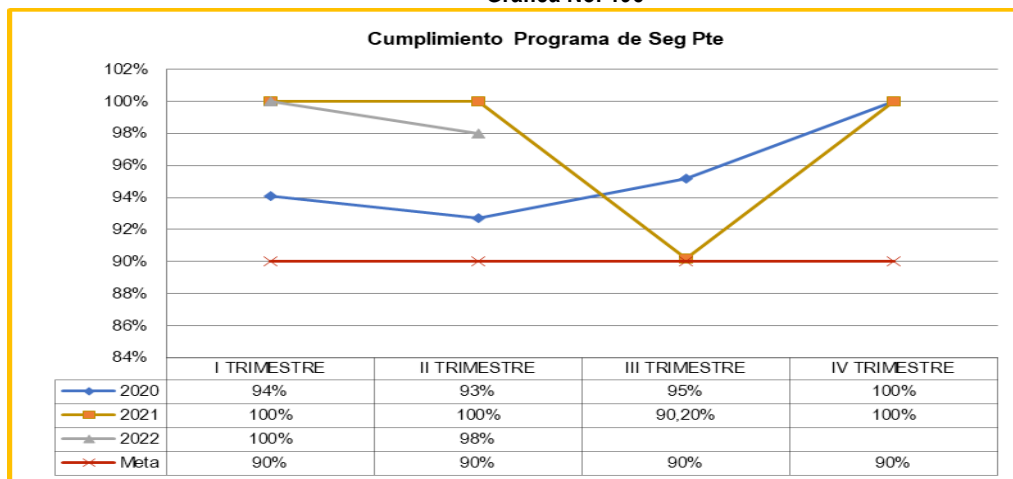 Cumplimiento Programa de Seg Pte
102%
100%
98%
96%
94%
92%
90%
88%
86%
84%
I TRIMESTRE II TRIMESTRE III TRIMESTRE IV TRIMESTRE
2020 94% 93% 95% 100%
2021 100% 100% 90,20% 100%
2022 100% 98%
Meta 90% 90% 90% 90%